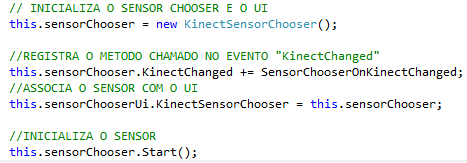 // INICIALIZA O SENSOR CHOOSER E O UI
this.sensorChooser = new KinectSensorChooser();
//REGISTRA O METODO CHAMADO NO EVENTO "KinectChanged"
this.sensorChooser.KinectChanged += SensorChooserOnKinectChanged;
//ASSOCIA O SENSOR COM O UI
this.sensorChooserUi.KinectSensorChooser = this.sensorChooser;
//INICIALIZA O SENSOR
this.sensorChooser.Start();